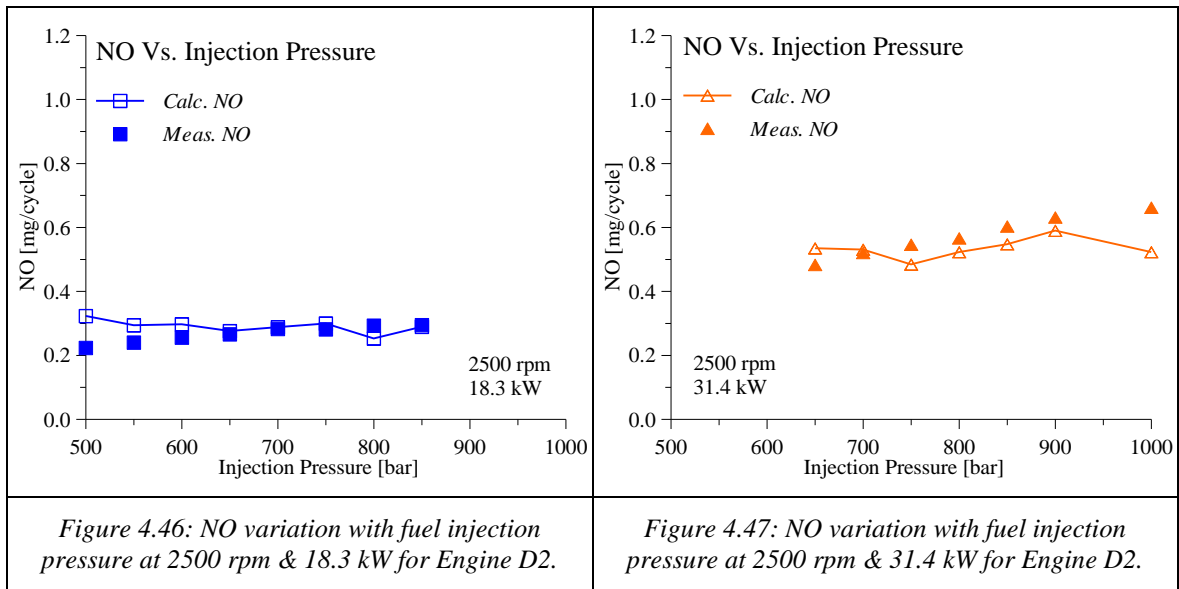 NO Vs. Injection Pressure
Calc. NO
Meas. NO
NO [mg/cycle]
1.2
1.0
0.8
0.6
0.4
0.2
0.0
2500 rpm
18.3 kW
500 600 700 800 900 1000
Injection Pressure [bar]
Figure 4.46: NO variation with fuel injection
pressure at 2500 rpm & 18.3 kW for Engine D2.
NO Vs. Injection Pressure
Calc. NO
Meas. NO
NO [mg/cycle]
1.2
1.0
0.8
0.6
0.4
0.2
0.0
2500 rpm
31.4 kW
500 600 700 800 900 1000
Injection Pressure [bar]
Figure 4.47: NO variation with fuel injection
pressure at 2500 rpm & 31.4 kW for Engine D2.